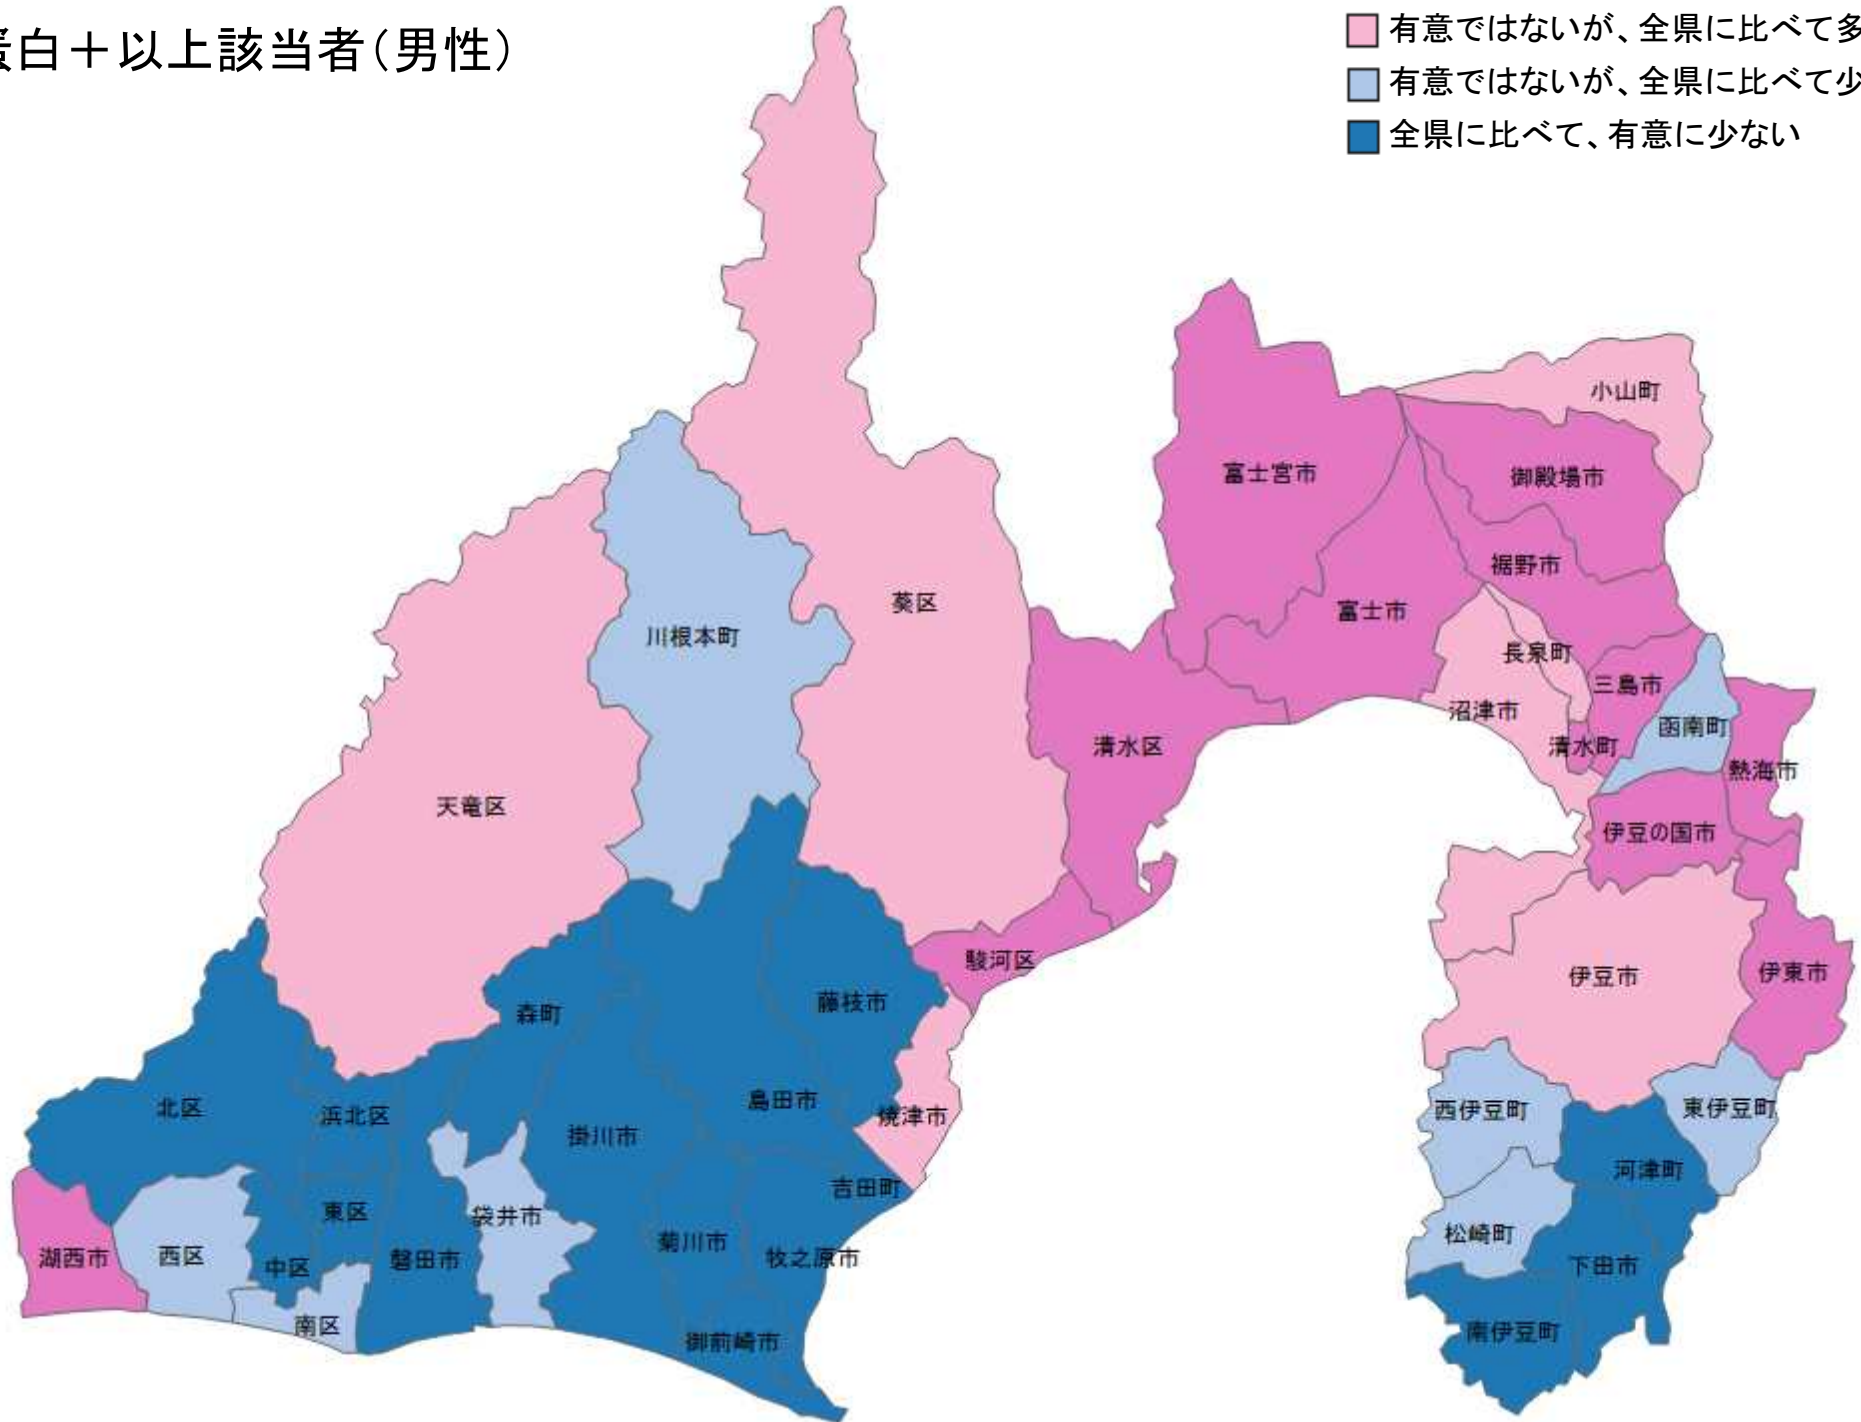 蛋白＋以上該当者（男性）
有意ではないが、全県に比べて多
有意ではないが、全県に比べて少
全県に比べて、有意に少ない
小山町
富士宮市
御殿場市
裾野市
葵区
富士市
川根本町
長泉町
三島市
沼津市
函南町
清水区
清水町
熱海市
天竜区
伊豆の国市
駿河区
伊東市
伊豆市
藤枝市
森町
島田市
北区
浜北区
焼津市
西伊豆町
東伊豆町
掛川市
河津町
吉田町
東区
袋井市
松崎町
菊川市
湖西市
西区
中区
磐田市
牧之原市
下田市
南区
南伊豆町
御前崎市